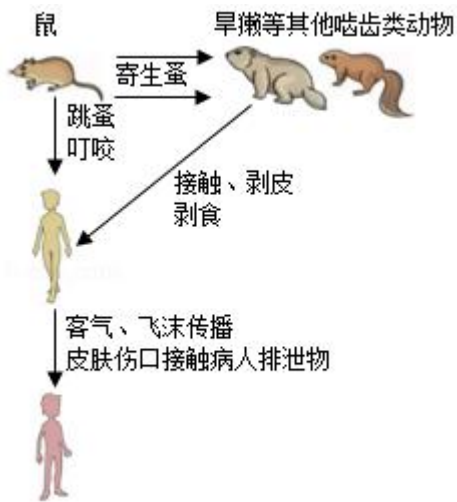 鼠
旱獭等其他啮齿类动物
寄生蚤
跳蚤
叮咬
接触、剥皮
剥食
客气、飞沫传播
皮肤伤口接触病人排泄物